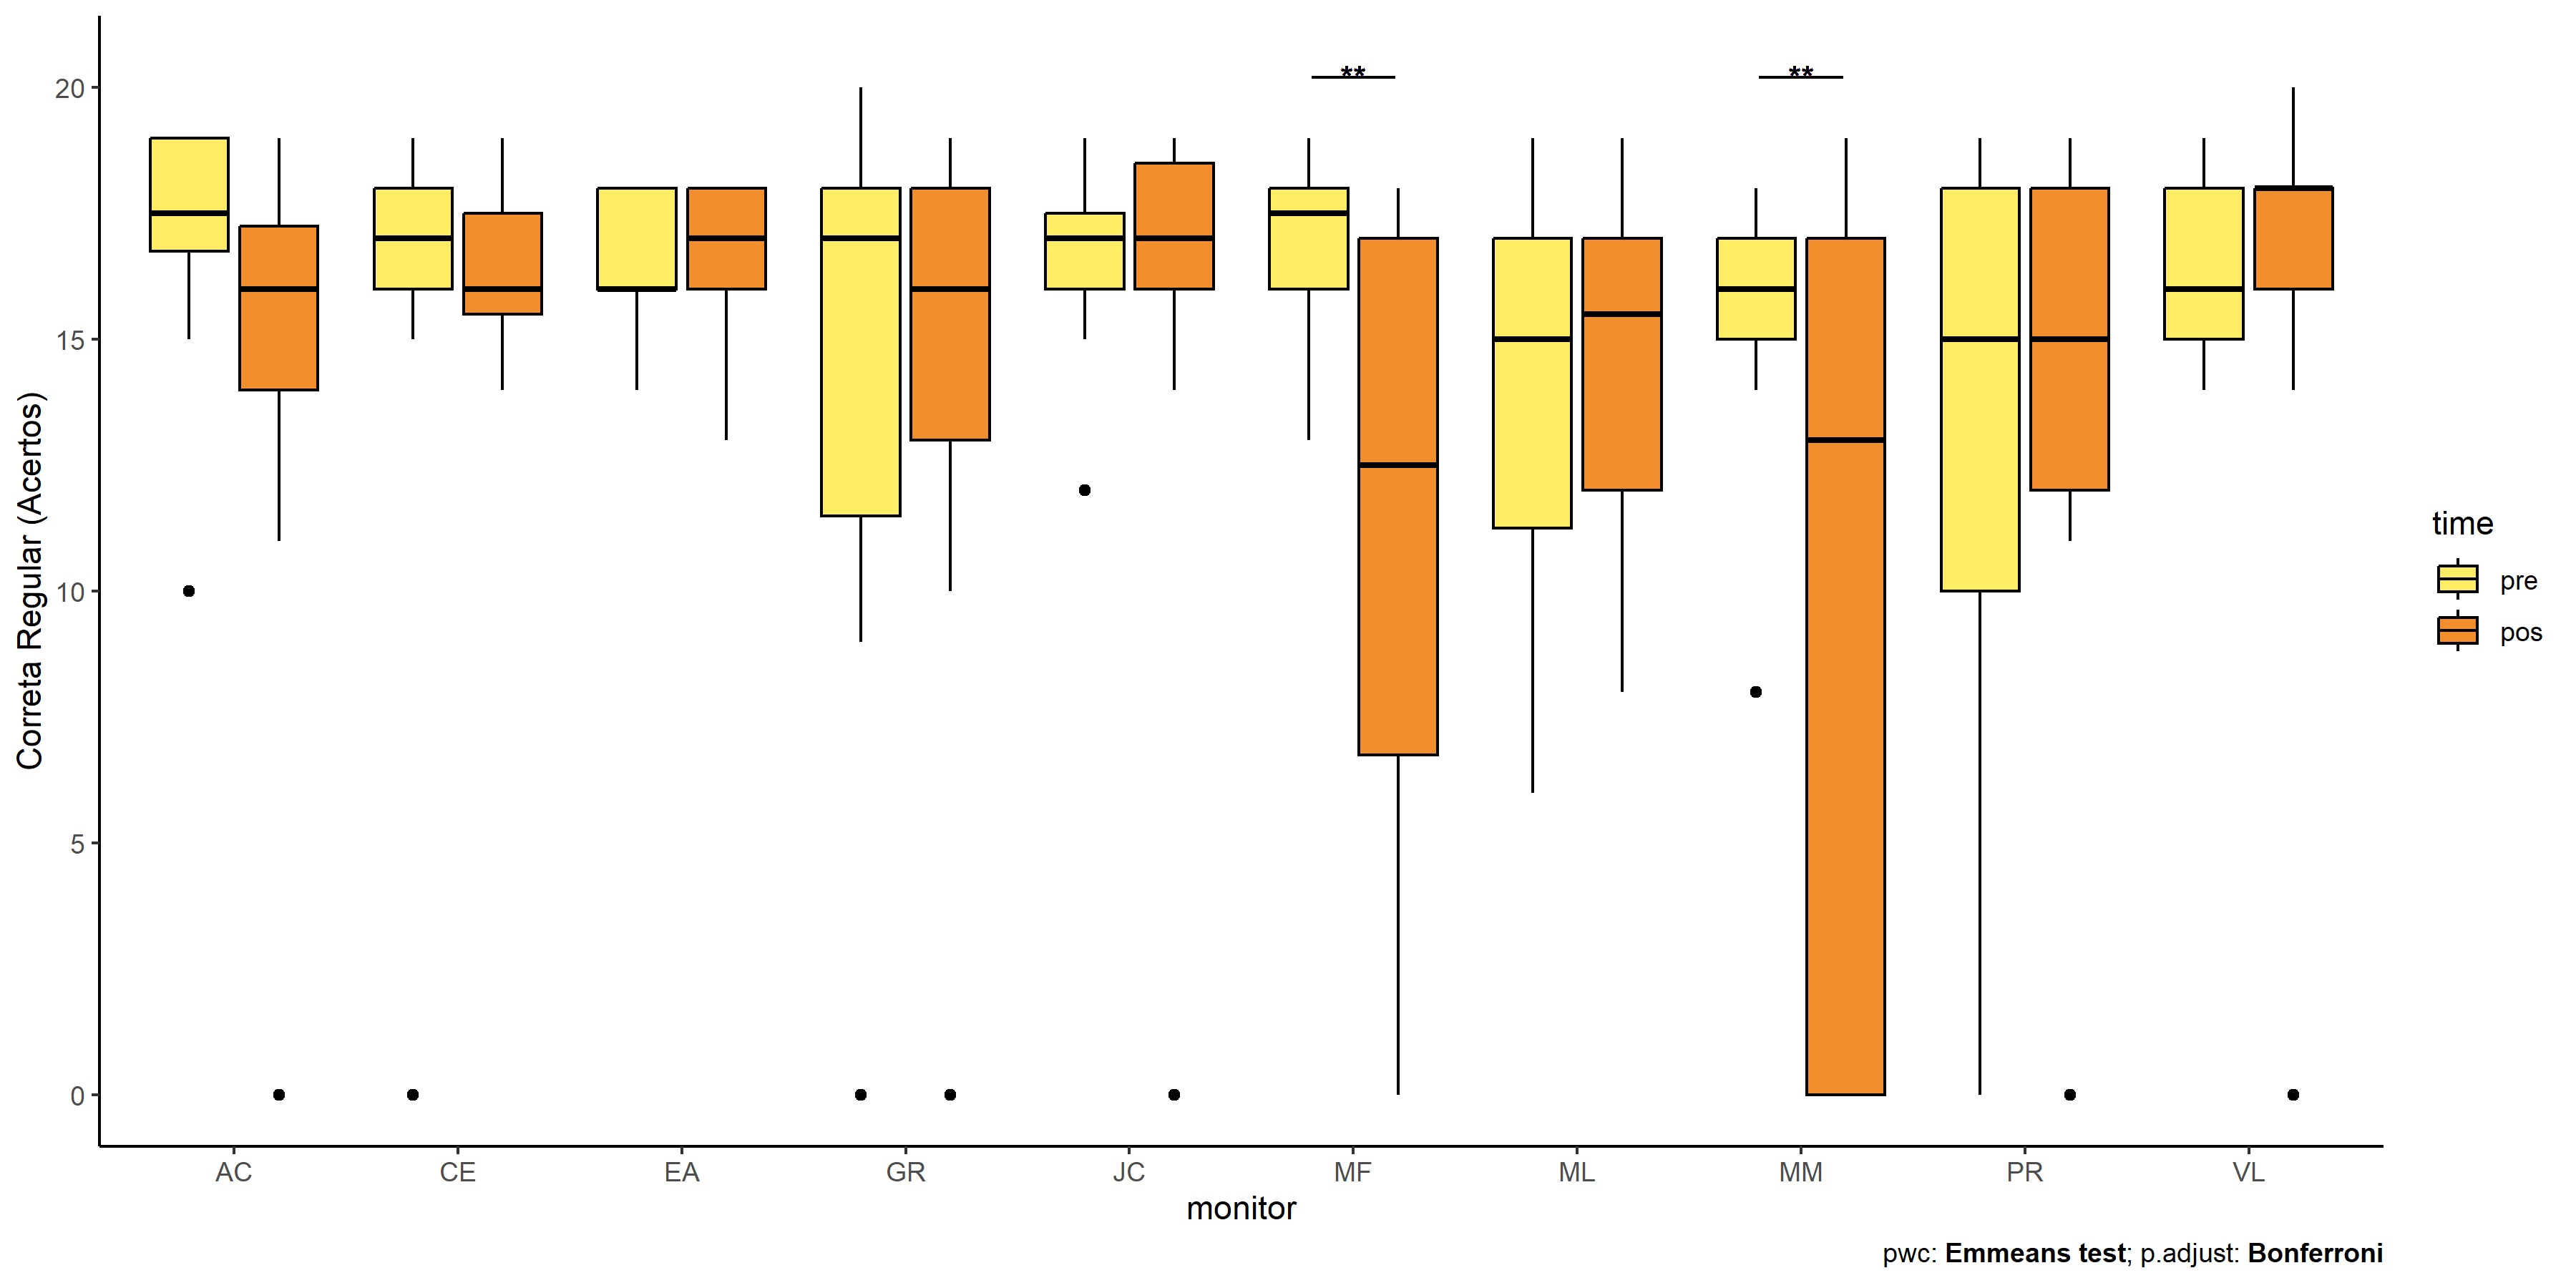 ** **
20
15
10
5
0
Correta Regular (Acertos)
AC CE EA GR JC MF ML MM PR VL
monitor
time
pre
pos
pwc: Emmeans test; p.adjust: Bonferroni